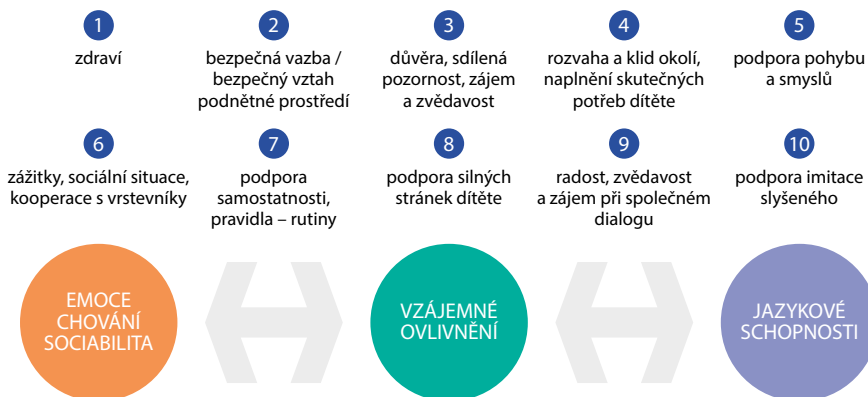 1
zdraví
2
bezpečná vazba /
bezpečný vztah
podnětné prostředí
3
důvěra, sdílená
pozornost, zájem
a zvědavost
4
rozvaha a klid okolí,
naplnění skutečných
potřeb dítěte
5
podpora pohybu
a smyslů
6
zážitky, sociální situace,
kooperace s vrstevníky
7
podpora
samostatnosti,
pravidla – rutiny
8
podpora silných
stránek dítěte
9
radost, zvědavost
a zájem při společném
dialogu
10
podpora imitace
slyšeného
EMOCE
CHOVÁNÍ
SOCIABILITA
VZÁJEMNÉ
OVLIVNĚNÍ
JAZYKOVÉ
SCHOPNOSTI